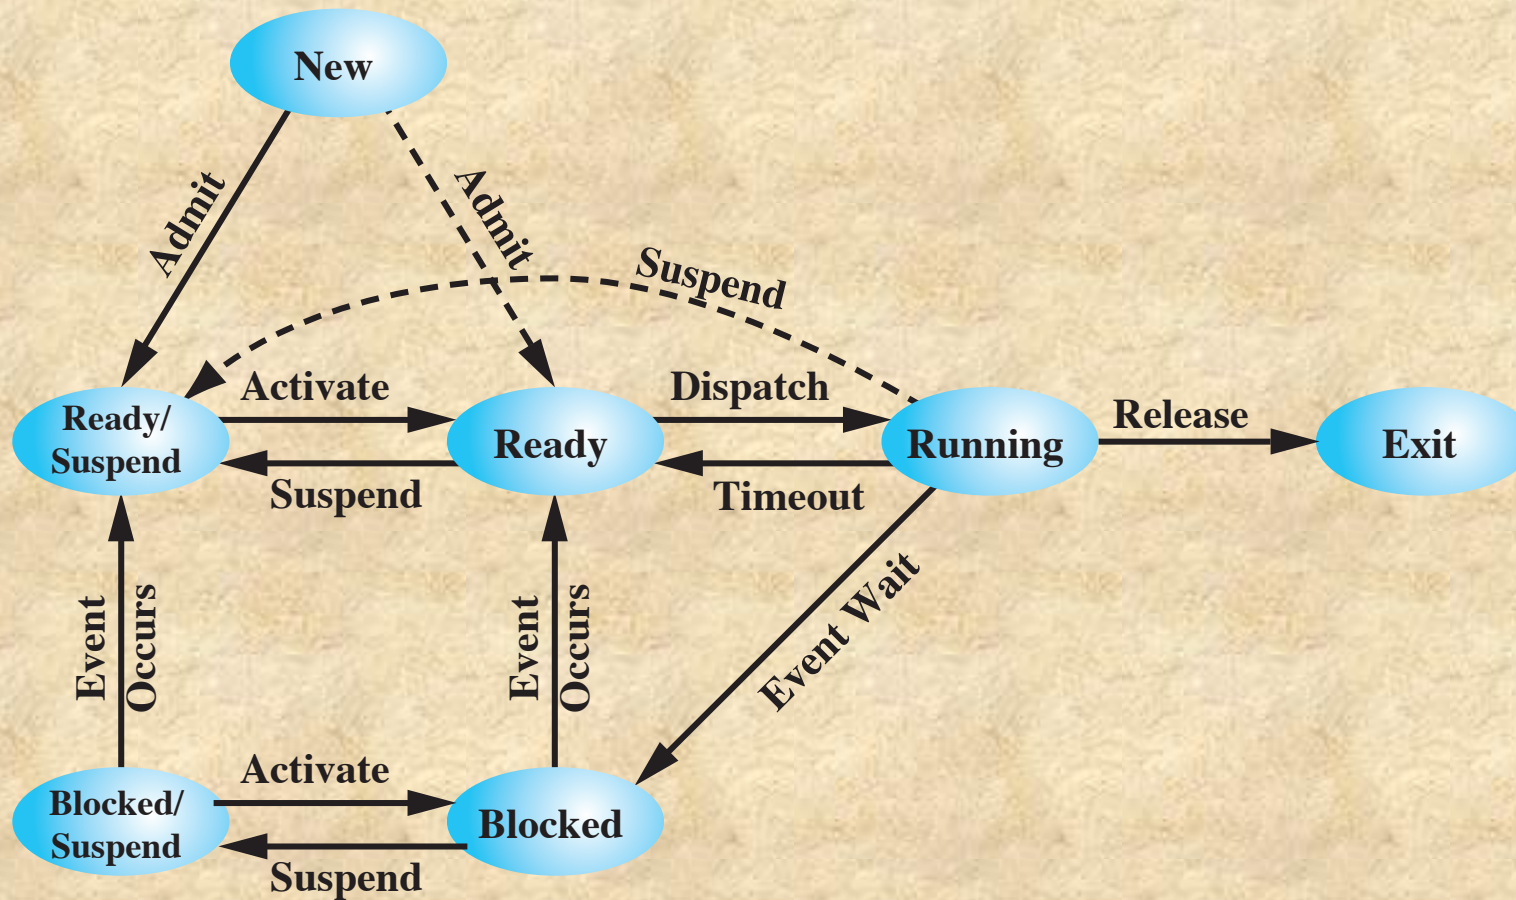 New
Admit
Admit
Suspend
Activate
Dispatch
Release
Ready/
Suspend
Ready
Running
Exit
Suspend
Timeout
Event
Occurs
Event
Occurs
Event Wait
Activate
Blocked/
Suspend
Blocked
Suspend